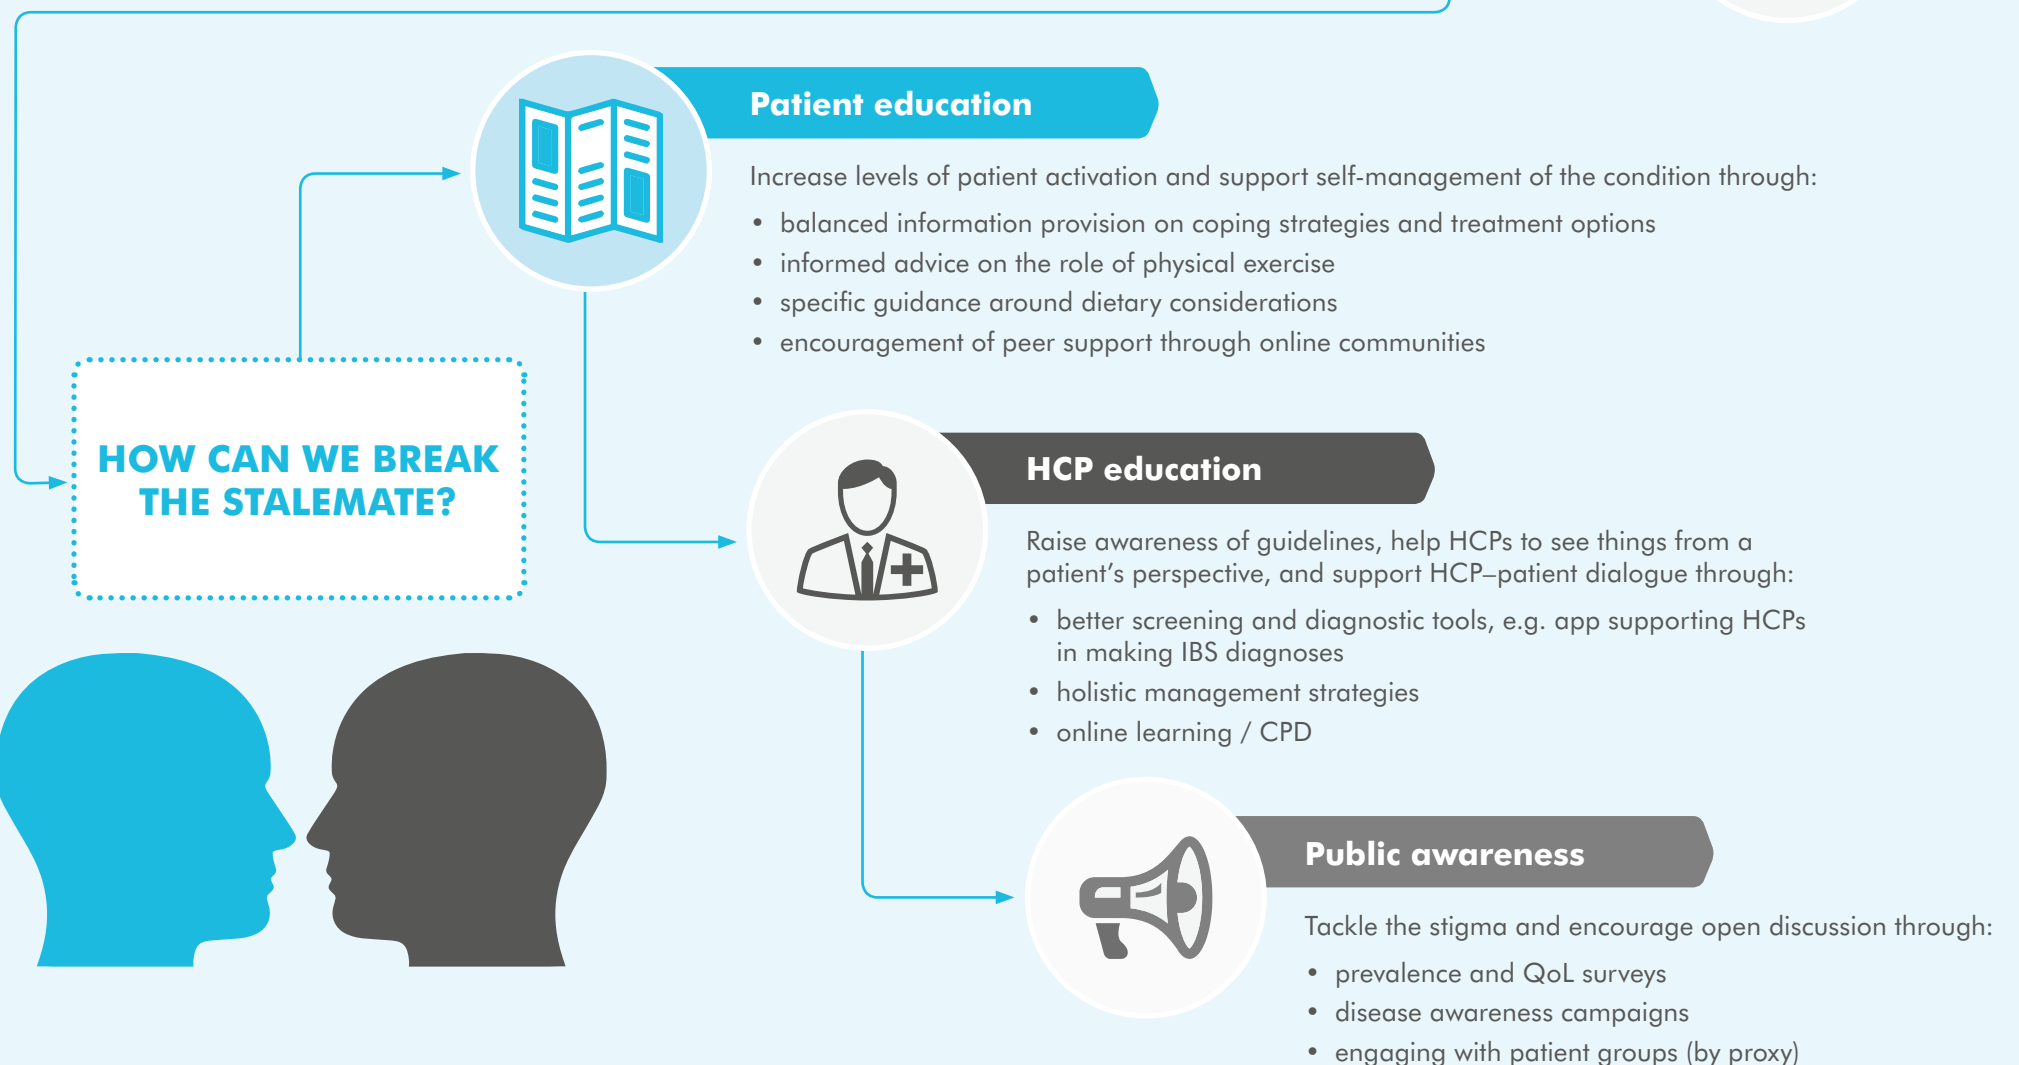 Patient education
Increase levels of patient activation and support self-management of the condition through:
• balanced information provision on coping strategies and treatment options
• informed advice on the role of physical exercise
• specific guidance around dietary considerations
• encouragement of peer support through online communities
HOW CAN WE BREAK
THE STALEMATE?
HCP education
Raise awareness of guidelines, help HCPs to see things from a
patient’s perspective, and support HCP–patient dialogue through:
• better screening and diagnostic tools, e.g. app supporting HCPs
in making IBS diagnoses
• holistic management strategies
• online learning / CPD
Public awareness
Tackle the stigma and encourage open discussion through:
• prevalence and QoL surveys
• disease awareness campaigns
• engaging with patient groups (by proxy)